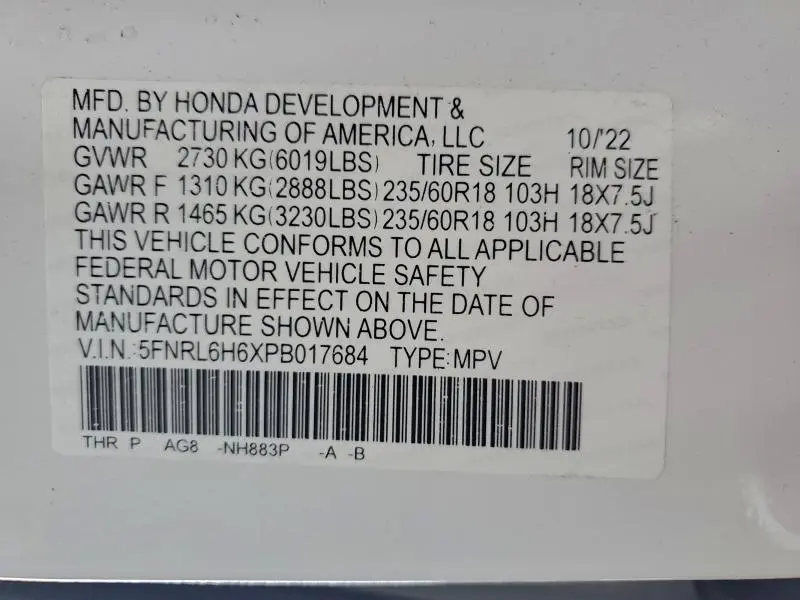 MFD. BY HONDA DEVELOPMENT &
MANUFACTURING OF AMERICA, LLC 10/'22
GVWR 2730 KG(6019LBS) TIRE SIZE RIM SIZE
GAWR F 1310 KG(2888LBS) 235/60R18 103H 18X7.5J
GAWR R 1465 KG(3230LBS) 235/60R18 103H 18X7.5J
THIS VEHICLE CONFORMS TO ALL APPLICABLE
FEDERAL MOTOR VEHICLE SAFETY
STANDARDS IN EFFECT ON THE DATE OF
MANUFACTURE SHOWN ABOVE.
V.I.N.:5FNRL6H6XPB017684 TYPE:MPV
THR P AG8 -NH883P -A -B